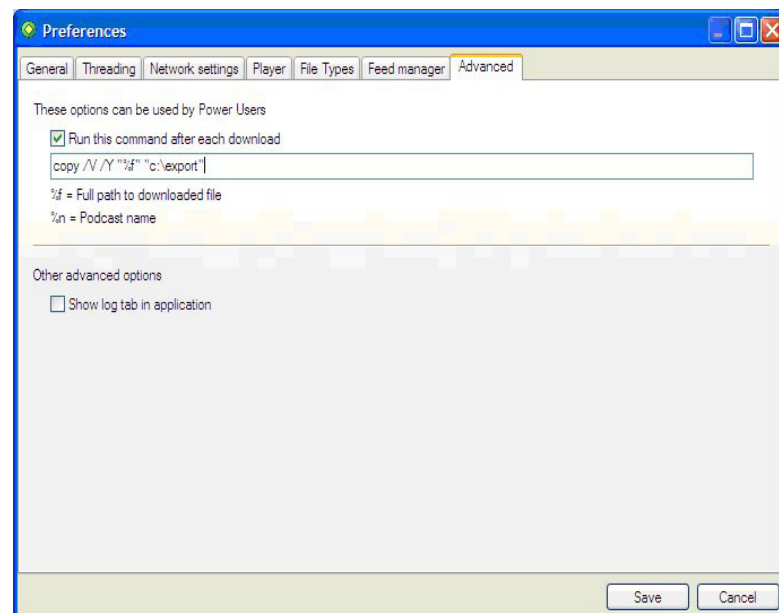 Preferences
General Threading Network settings Player File Types Feed manager Advanced
These options can be used by Power Users
Run this command after each download
copy /V /Y "%f" "c:\export"
%f = Full path to downloaded file
%n = Podcast name
Other advanced options
Show log tab in application
Save Cancel